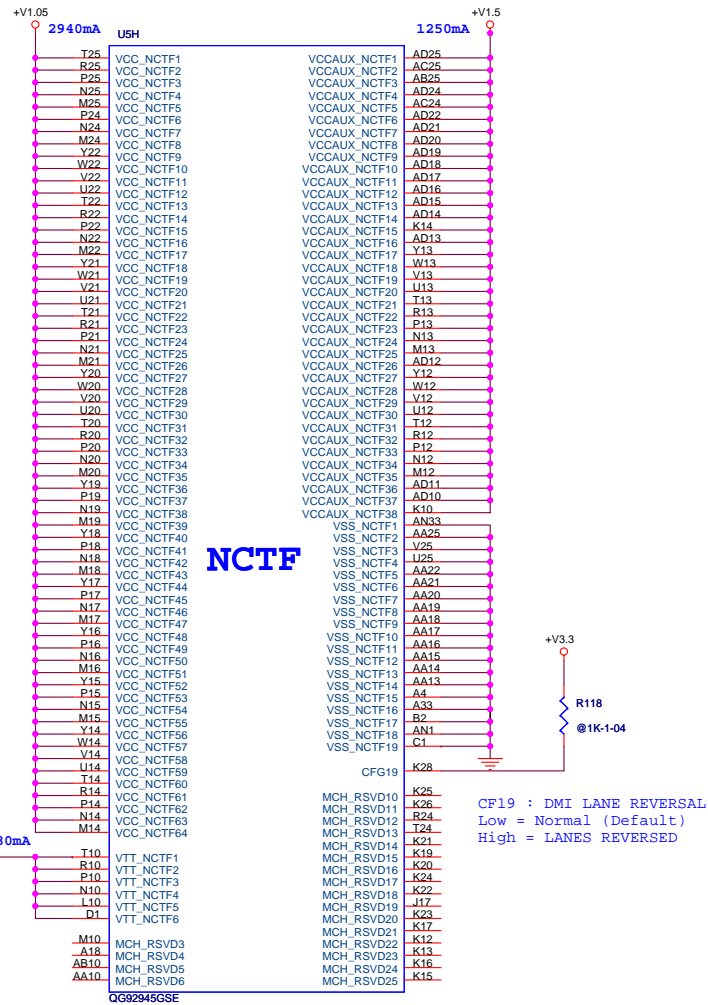 +V1.05
2940mA
U5H
T25 VCC_NCTF1
R25 VCC_NCTF2
P25 VCC_NCTF3
N25 VCC_NCTF4
M25 VCC_NCTF5
P24 VCC_NCTF6
N24 VCC_NCTF7
M24 VCC_NCTF8
Y22 VCC_NCTF9
W22 VCC_NCTF10
V22 VCC_NCTF11
U22 VCC_NCTF12
T22 VCC_NCTF13
R22 VCC_NCTF14
P22 VCC_NCTF15
N22 VCC_NCTF16
M22 VCC_NCTF17
Y21 VCC_NCTF18
W21 VCC_NCTF19
V21 VCC_NCTF20
U21 VCC_NCTF21
T21 VCC_NCTF22
R21 VCC_NCTF23
P21 VCC_NCTF24
N21 VCC_NCTF25
M21 VCC_NCTF26
Y20 VCC_NCTF27
W20 VCC_NCTF28
V20 VCC_NCTF29
U20 VCC_NCTF30
T20 VCC_NCTF31
R20 VCC_NCTF32
P20 VCC_NCTF33
N20 VCC_NCTF34
M20 VCC_NCTF35
Y19 VCC_NCTF36
P19 VCC_NCTF37
N19 VCC_NCTF38
M19 VCC_NCTF39
Y18 VCC_NCTF40
P18 VCC_NCTF41
N18 VCC_NCTF42
M18 VCC_NCTF43
Y17 VCC_NCTF44
P17 VCC_NCTF45
N17 VCC_NCTF46
M17 VCC_NCTF47
Y16 VCC_NCTF48
P16 VCC_NCTF49
N16 VCC_NCTF50
M16 VCC_NCTF51
Y15 VCC_NCTF52
P15 VCC_NCTF53
N15 VCC_NCTF54
M15 VCC_NCTF55
Y14 VCC_NCTF56
W14 VCC_NCTF57
V14 VCC_NCTF58
U14 VCC_NCTF59
T14 VCC_NCTF60
R14 VCC_NCTF61
P14 VCC_NCTF62
N14 VCC_NCTF63
M14 VCC_NCTF64
T10 VTT_NCTF1
R10 VTT_NCTF2
P10 VTT_NCTF3
N10 VTT_NCTF4
L10 VTT_NCTF5
D1 VTT_NCTF6
M10 MCH_RSVD3
A18 MCH_RSVD4
AB10 MCH_RSVD5
AA10 MCH_RSVD6
QG92945GSE
NCTF
+V1.5
1250mA
VCCAUX_NCTF1 AD25
VCCAUX_NCTF2 AC25
VCCAUX_NCTF3 AB25
VCCAUX_NCTF4 AD24
VCCAUX_NCTF5 AC24
VCCAUX_NCTF6 AD22
VCCAUX_NCTF7 AD21
VCCAUX_NCTF8 AD20
VCCAUX_NCTF9 AD19
VCCAUX_NCTF10 AD18
VCCAUX_NCTF11 AD17
VCCAUX_NCTF12 AD16
VCCAUX_NCTF13 AD15
VCCAUX_NCTF14 AD14
VCCAUX_NCTF15 K14
VCCAUX_NCTF16 AD13
VCCAUX_NCTF17 Y13
VCCAUX_NCTF18 W13
VCCAUX_NCTF19 V13
VCCAUX_NCTF20 U13
VCCAUX_NCTF21 T13
VCCAUX_NCTF22 R13
VCCAUX_NCTF23 P13
VCCAUX_NCTF24 N13
VCCAUX_NCTF25 M13
VCCAUX_NCTF26 AD12
VCCAUX_NCTF27 Y12
VCCAUX_NCTF28 W12
VCCAUX_NCTF29 V12
VCCAUX_NCTF30 U12
VCCAUX_NCTF31 T12
VCCAUX_NCTF32 R12
VCCAUX_NCTF33 P12
VCCAUX_NCTF34 N12
VCCAUX_NCTF35 M12
VCCAUX_NCTF36 AD11
VCCAUX_NCTF37 AD10
VCCAUX_NCTF38 K10
VSS_NCTF1 AN33
VSS_NCTF2 AA25
VSS_NCTF3 V25
VSS_NCTF4 U25
VSS_NCTF5 AA22
VSS_NCTF6 AA21
VSS_NCTF7 AA20
VSS_NCTF8 AA19
VSS_NCTF9 AA18
VSS_NCTF10 AA17
VSS_NCTF11 AA16
VSS_NCTF12 AA15
VSS_NCTF13 AA14
VSS_NCTF14 AA13
VSS_NCTF15 A4
VSS_NCTF16 A33
VSS_NCTF17 B2
VSS_NCTF18 AN1
VSS_NCTF19 C1
CFG19 K28
MCH_RSVD10 K25
MCH_RSVD11 K26
MCH_RSVD12 R24
MCH_RSVD13 T24
MCH_RSVD14 K21
MCH_RSVD15 K19
MCH_RSVD16 K20
MCH_RSVD17 K24
MCH_RSVD18 K22
MCH_RSVD19 J17
MCH_RSVD20 K23
MCH_RSVD21 K17
MCH_RSVD22 K12
MCH_RSVD23 K13
MCH_RSVD24 K16
MCH_RSVD25 K15
+V3.3
R118
@1K-1-04
CF19 : DMI LANE REVERSAL
Low = Normal (Default)
High = LANES REVERSED